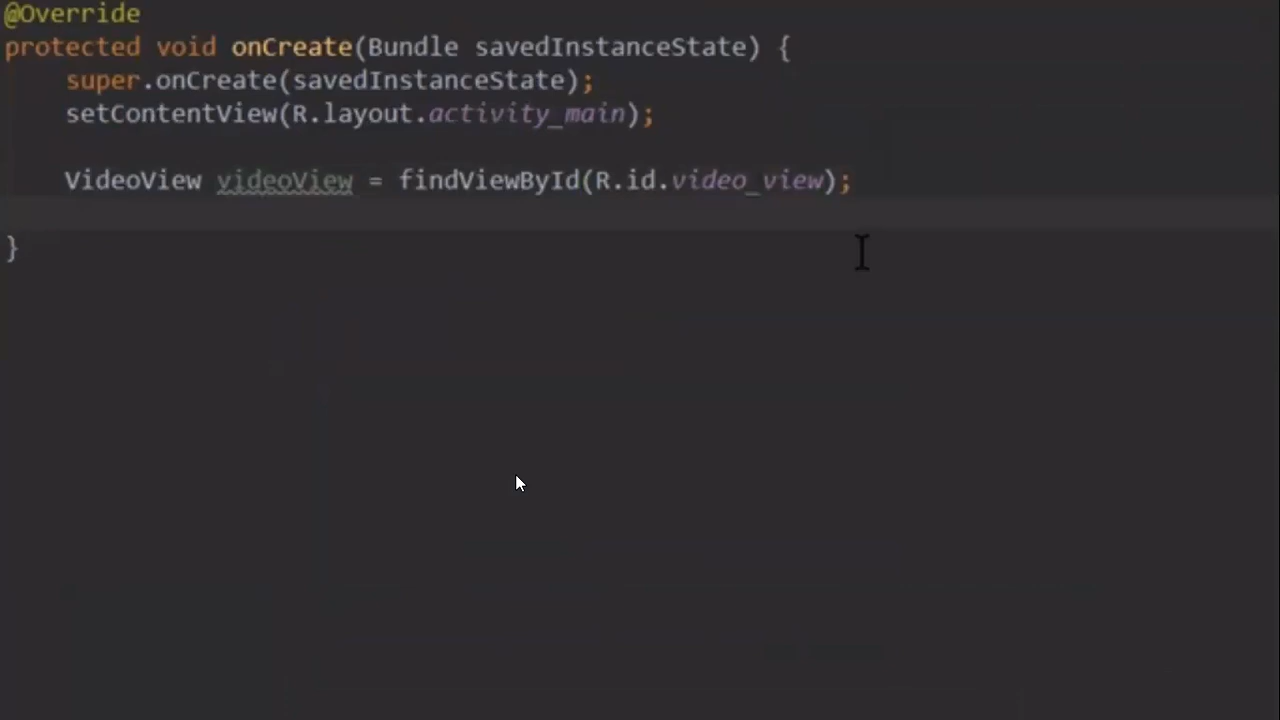 @Override
protected void onCreate(Bundle savedInstanceState) {
    super.onCreate(savedInstanceState);
    setContentView(R.layout.activity_main);

    VideoView videoView = findViewById(R.id.video_view);

}